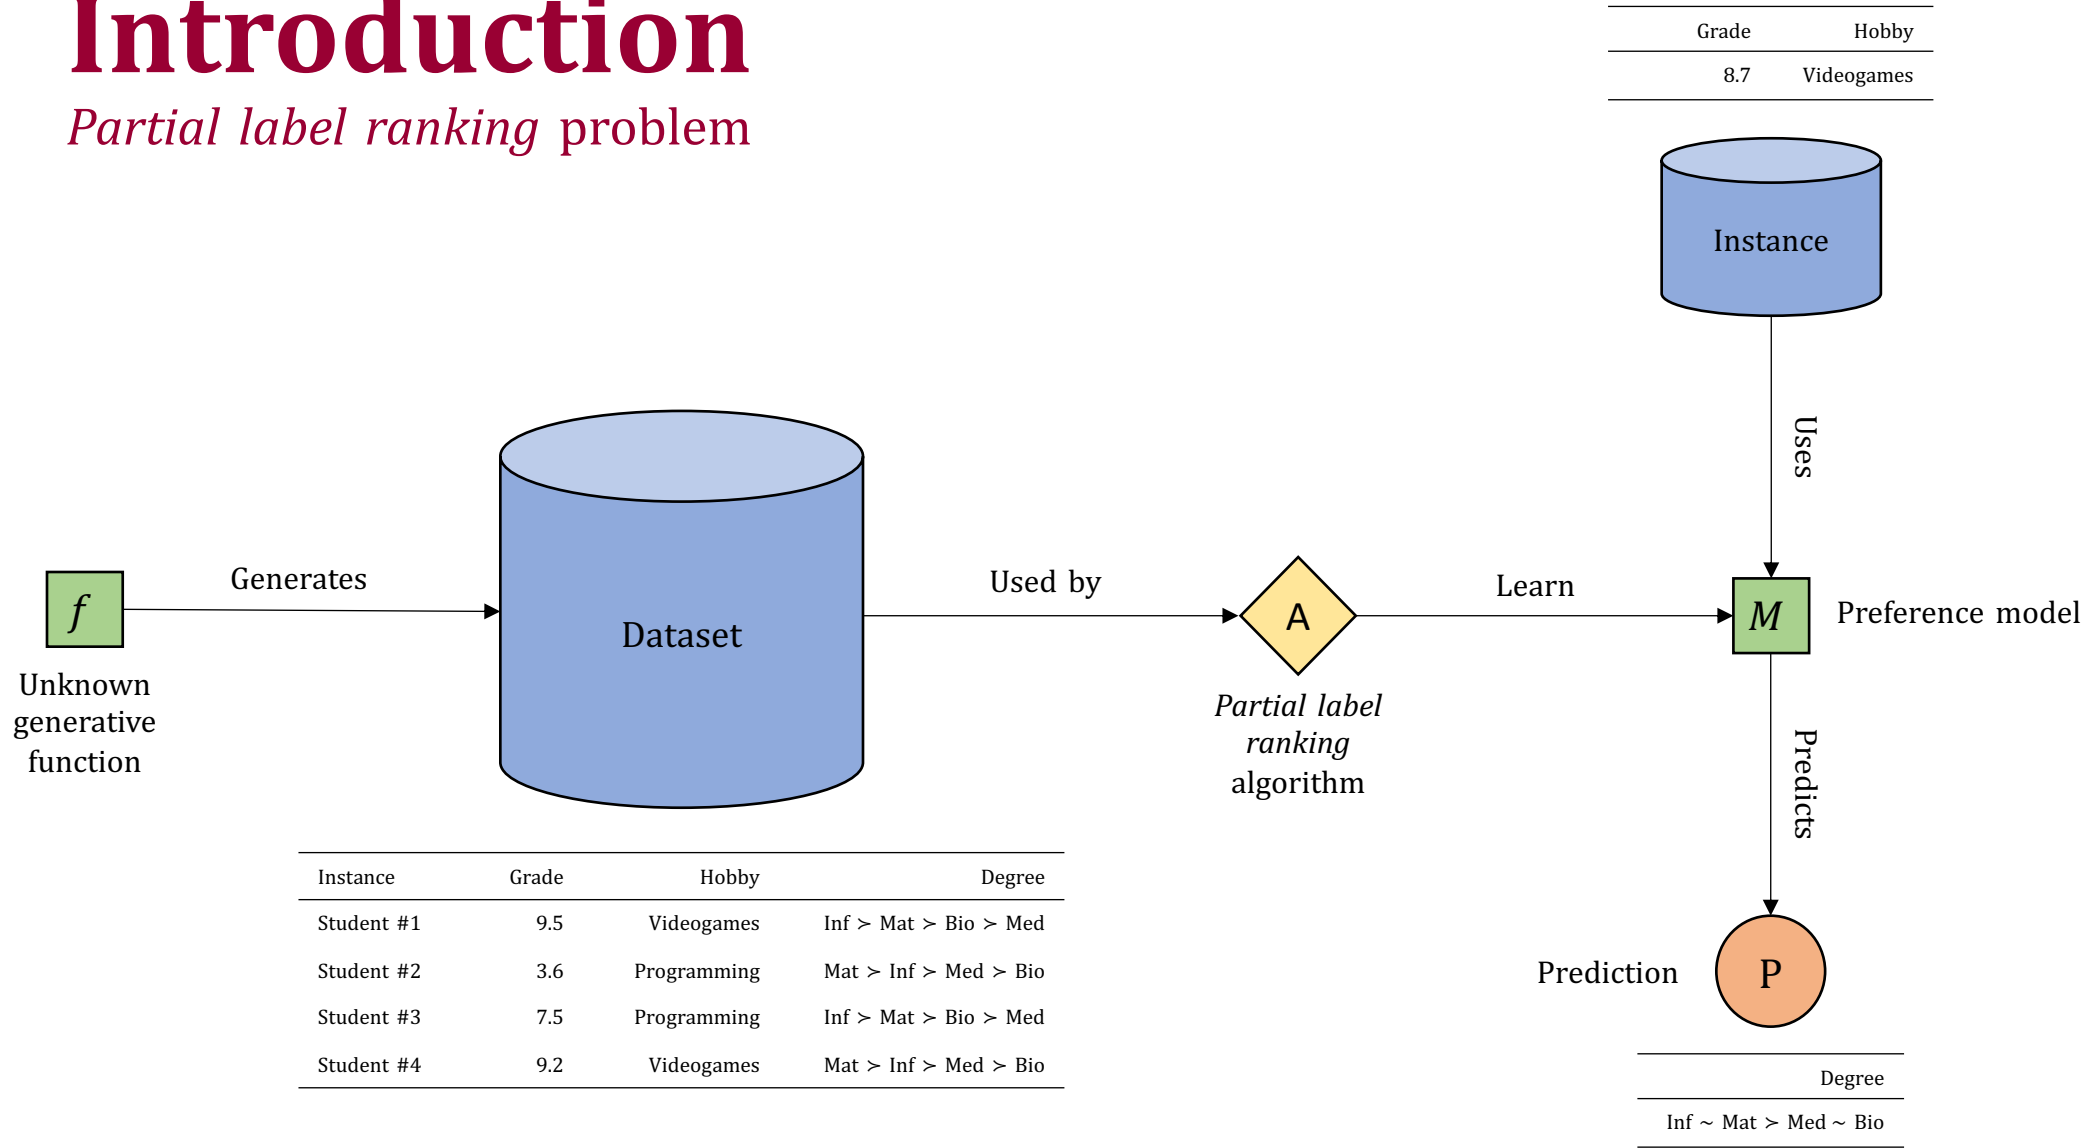 Introduction
Partial label ranking problem
Grade Hobby
8.7 Videogames
Instance
Uses
f
Unknown
generative
function
Generates
Dataset
Used by
A
Partial label
ranking
algorithm
Learn
M
Preference model
Predicts
Instance Grade Hobby Degree
Student #1 9.5 Videogames Inf ≻ Mat ≻ Bio ≻ Med
Student #2 3.6 Programming Mat ≻ Inf ≻ Med ≻ Bio
Student #3 7.5 Programming Inf ≻ Mat ≻ Bio ≻ Med
Student #4 9.2 Videogames Mat ≻ Inf ≻ Med ≻ Bio
Prediction
P
Degree
Inf ~ Mat ≻ Med ~ Bio